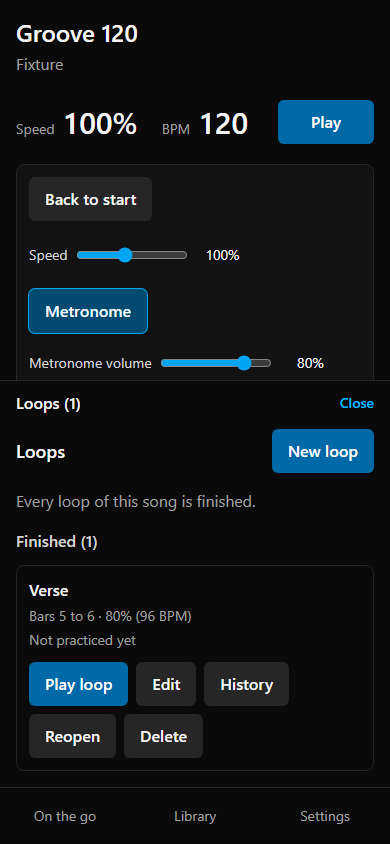 Groove 120
Fixture
Speed 100% BPM 120 Play
Back to start
Speed 100%
Metronome
Metronome volume 80%
Loops (1) Close
Loops New loop
Every loop of this song is finished.
Finished (1)
Verse
Bars 5 to 6 · 80% (96 BPM)
Not practiced yet
Play loop Edit History
Reopen Delete
On the go Library Settings